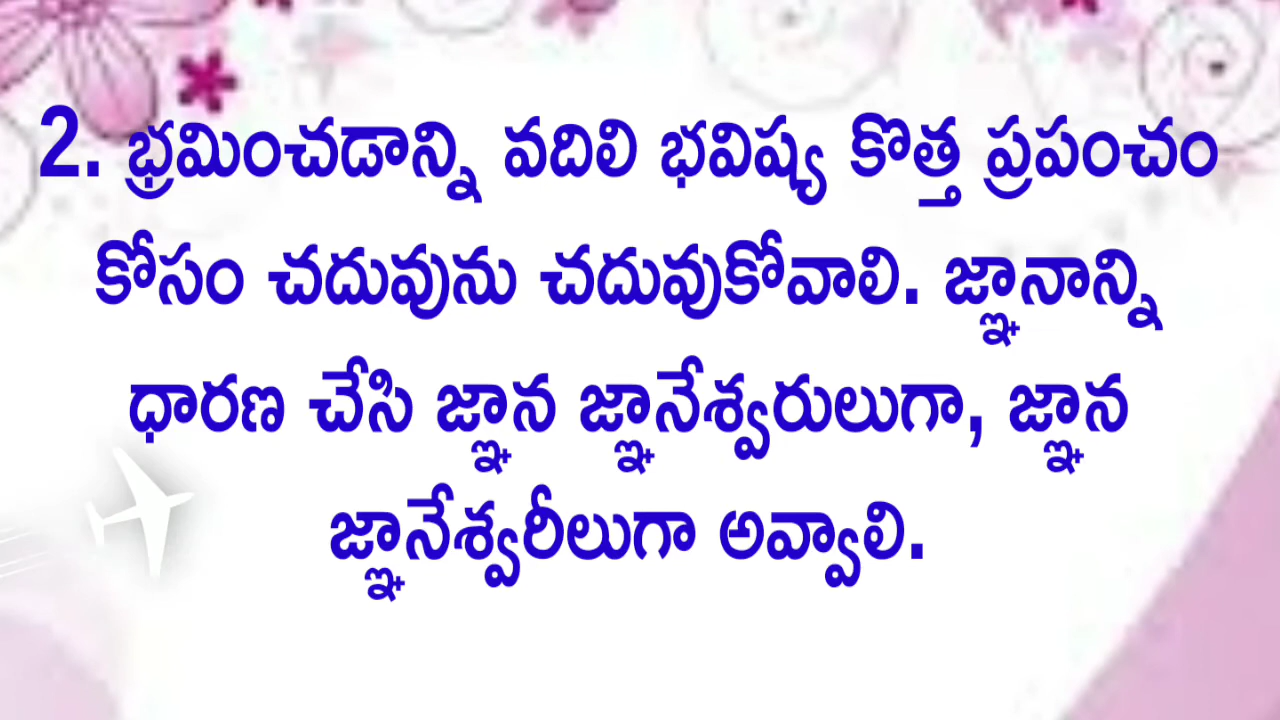 2. భ్రమించడాన్ని వదిలి భవిష్య కొత్త ప్రపంచం
కోసం చదువును చదువుకోవాలి. జ్ఞానాన్ని
ధారణ చేసి జ్ఞాన జ్ఞానేశ్వరులుగా, జ్ఞాన
జ్ఞానేశ్వరీలుగా అవ్వాలి.